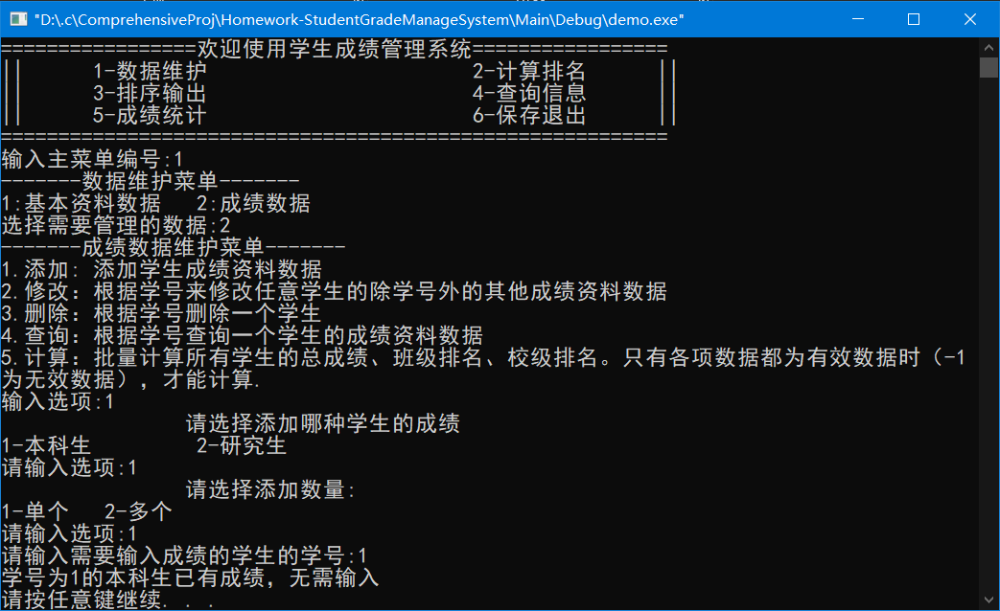 "D:\.c\ComprehensiveProj\Homework-StudentGradeManageSystem\Main\Debug\demo.exe"
=================欢迎使用学生成绩管理系统=================
||      1-数据维护                       2-计算排名      ||
||      3-排序输出                       4-查询信息      ||
||      5-成绩统计                       6-保存退出      ||
==========================================================
输入主菜单编号:1
-------数据维护菜单-------
1:基本资料数据   2:成绩数据
选择需要管理的数据:2
-------成绩数据维护菜单-------
1.添加: 添加学生成绩资料数据
2.修改：根据学号来修改任意学生的除学号外的其他成绩资料数据
3.删除：根据学号删除一个学生
4.查询：根据学号查询一个学生的成绩资料数据
5.计算：批量计算所有学生的总成绩、班级排名、校级排名。只有各项数据都为有效数据时（-1
为无效数据），才能计算.
输入选项:1
                请选择添加哪种学生的成绩
1-本科生         2-研究生
请输入选项:1
                请选择添加数量:
1-单个   2-多个
请输入选项:1
请输入需要输入成绩的学生的学号:1
学号为1的本科生已有成绩，无需输入
请按任意键继续. . .